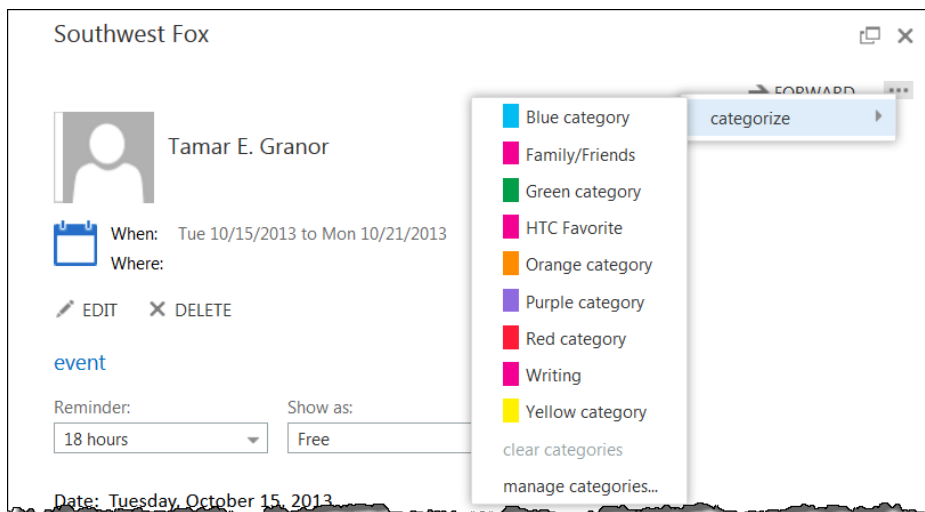 Southwest Fox
FORWARD
Tamar E. Granor
When: Tue 10/15/2013 to Mon 10/21/2013
Where:
EDIT DELETE
event
Reminder: Show as:
18 hours Free
Date: Tuesday, October 15, 2013
categorize
Blue category
Family/Friends
Green category
HTC Favorite
Orange category
Purple category
Red category
Writing
Yellow category
clear categories
manage categories...